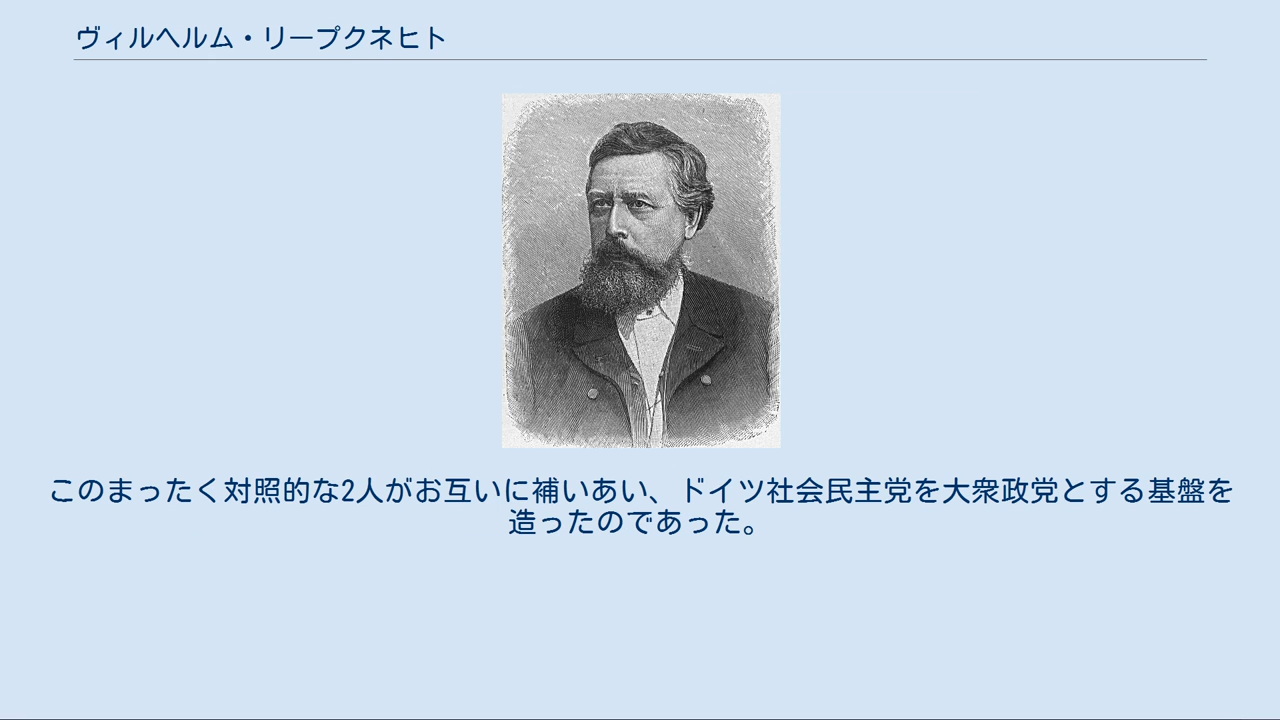 ヴィルヘルム・リープクネヒト
このまったく対照的な2人がお互いに補いあい、ドイツ社会民主党を大衆政党とする基盤を
造ったのであった。